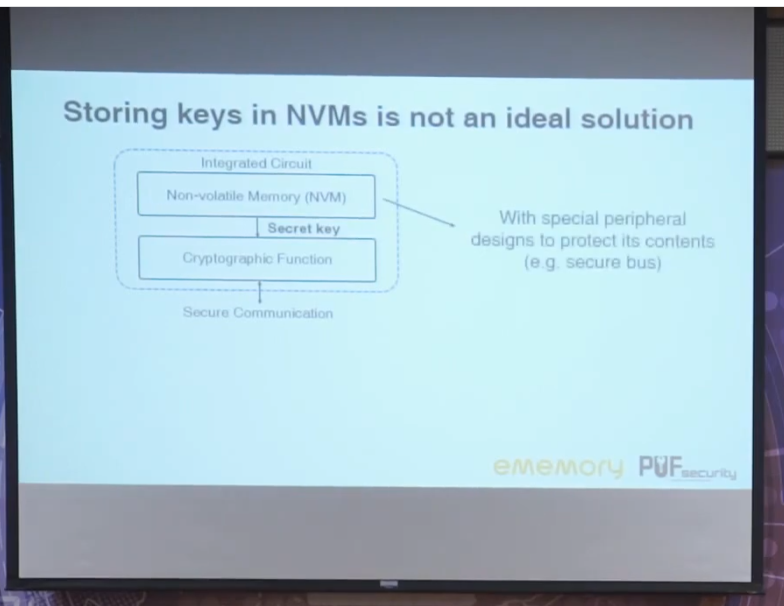 Storing keys in NVMs is not an ideal solution
Integrated Circuit
Non-volatile Memory (NVM)
Secret key
Cryptographic Function
Secure Communication
With special peripheral
designs to protect its contents
(e.g. secure bus)
ememory PUFsecurity